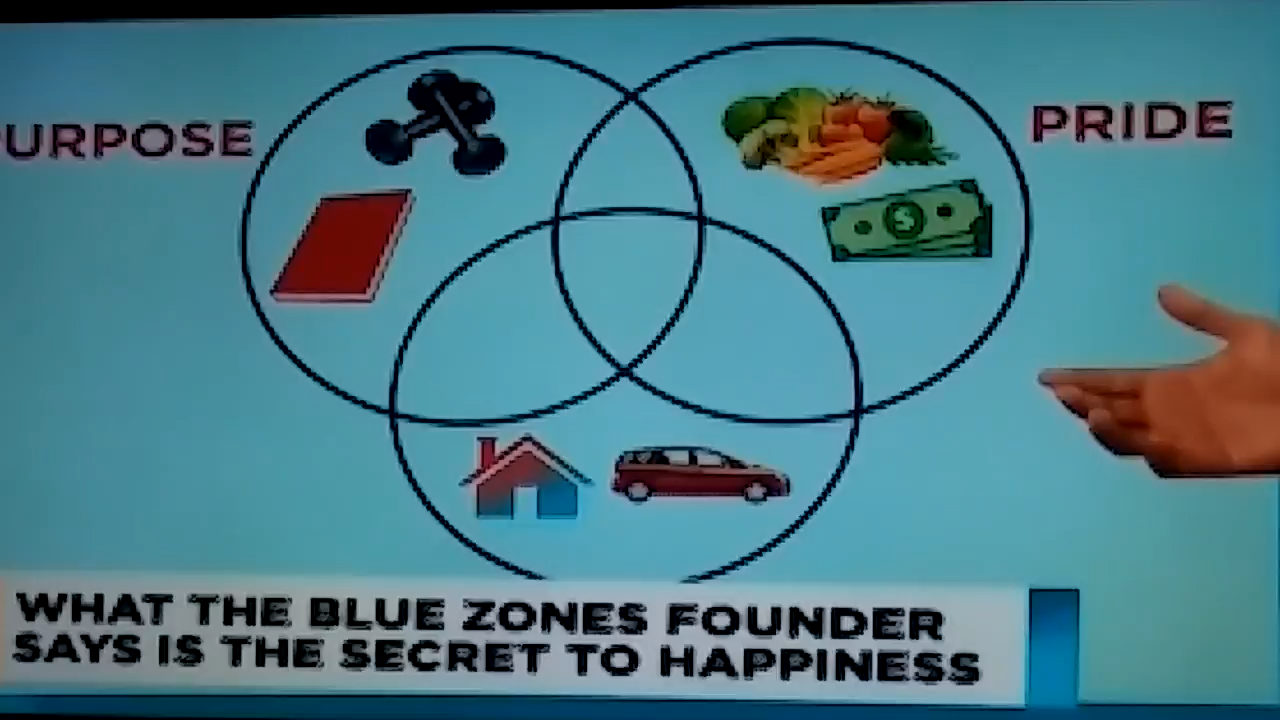 URPOSE
PRIDE
$
WHAT THE BLUE ZONES FOUNDER
SAYS IS THE SECRET TO HAPPINESS